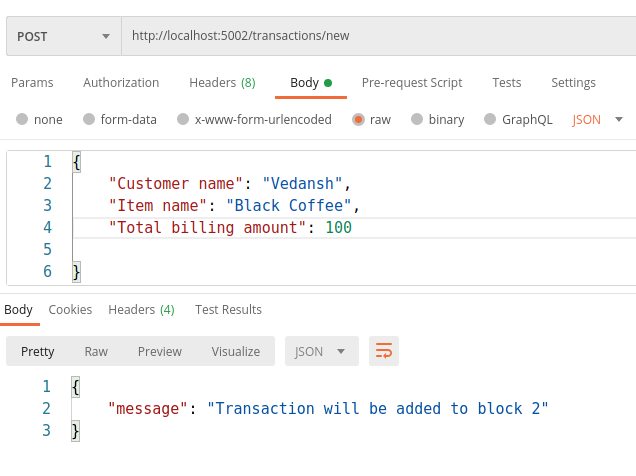 POST http://localhost:5002/transactions/new
Params Authorization Headers (8) Body Pre-request Script Tests Settings
none form-data x-www-form-urlencoded raw binary GraphQL JSON
1 {
2 "Customer name": "Vedansh",
3 "Item name": "Black Coffee",
4 "Total billing amount": 100
5
6 }
Body Cookies Headers (4) Test Results
Pretty Raw Preview Visualize JSON
1 {
2 "message": "Transaction will be added to block 2"
3 }